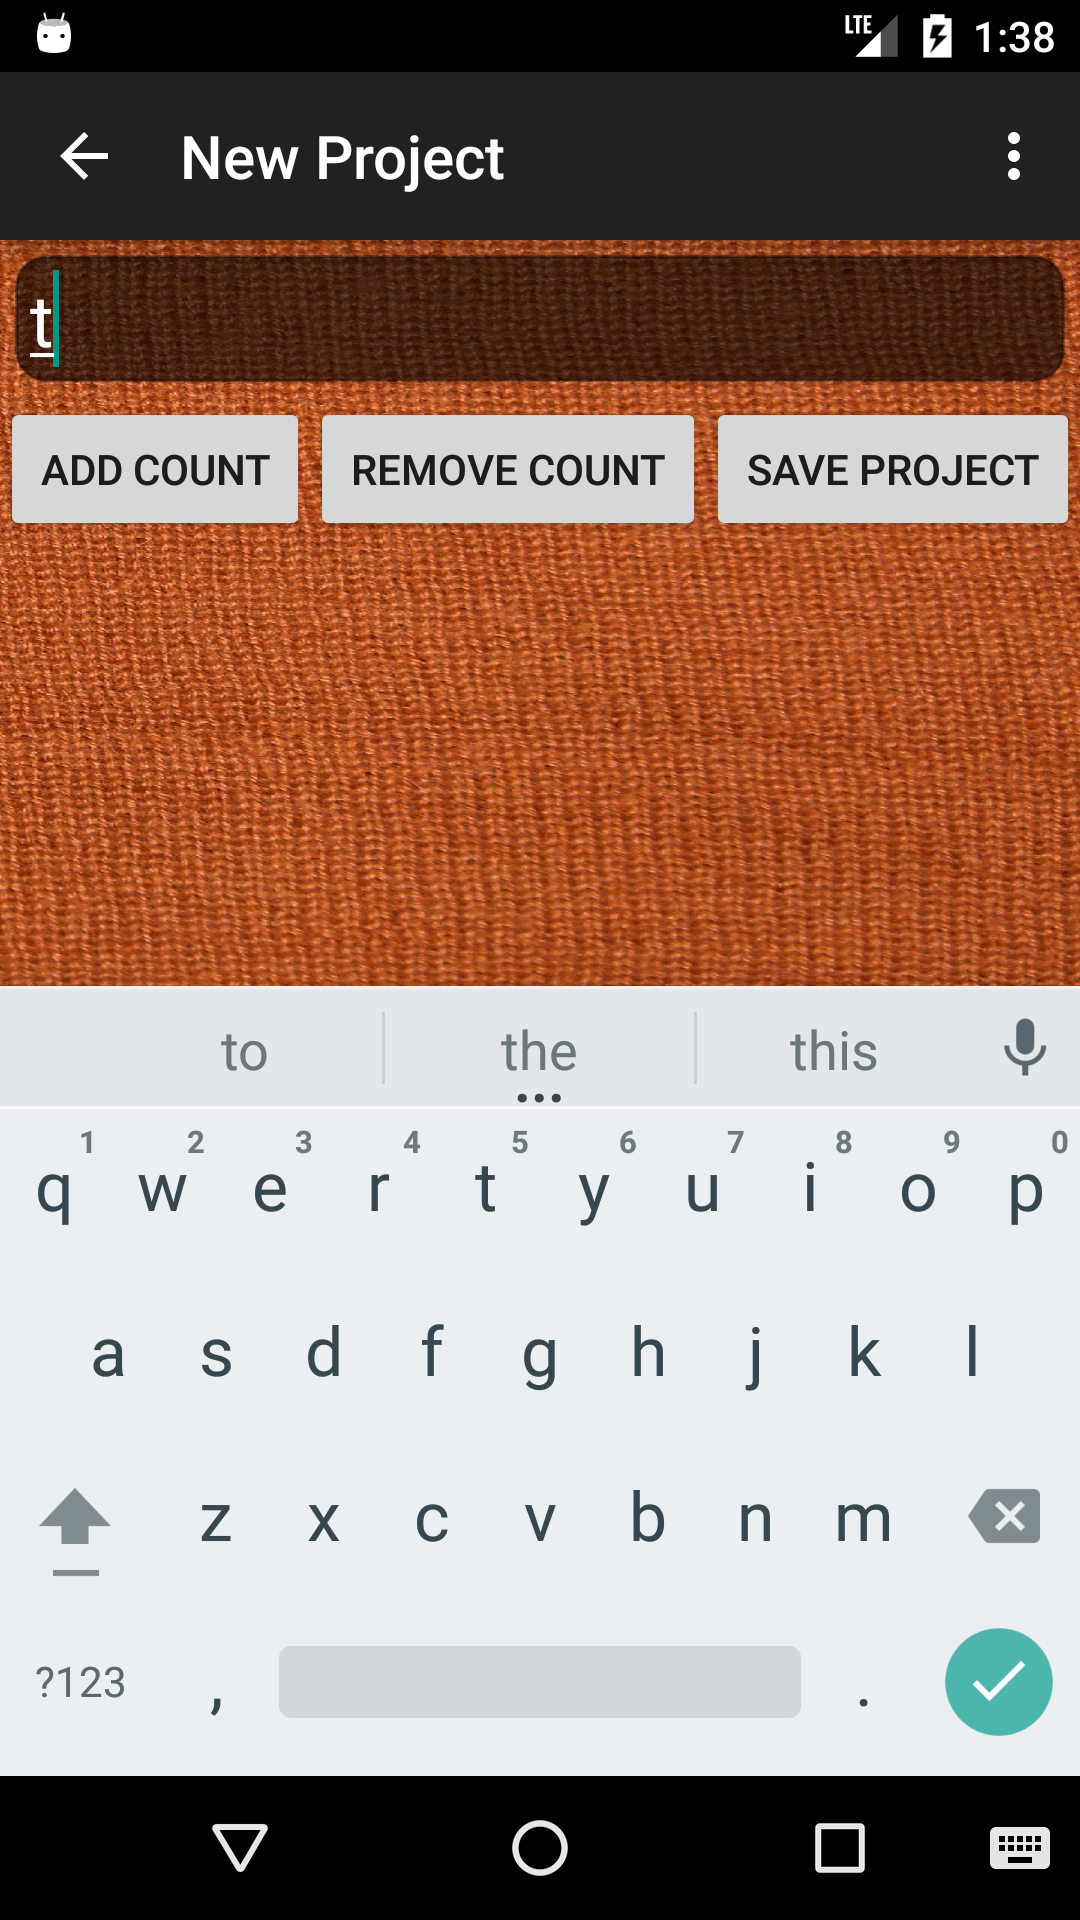 LTE 1:38
New Project
t
ADD COUNT REMOVE COUNT SAVE PROJECT
to the this
1 2 3 4 5 6 7 8 9 0
q w e r t y u i o p
a s d f g h j k l
z x c v b n m
?123 , .